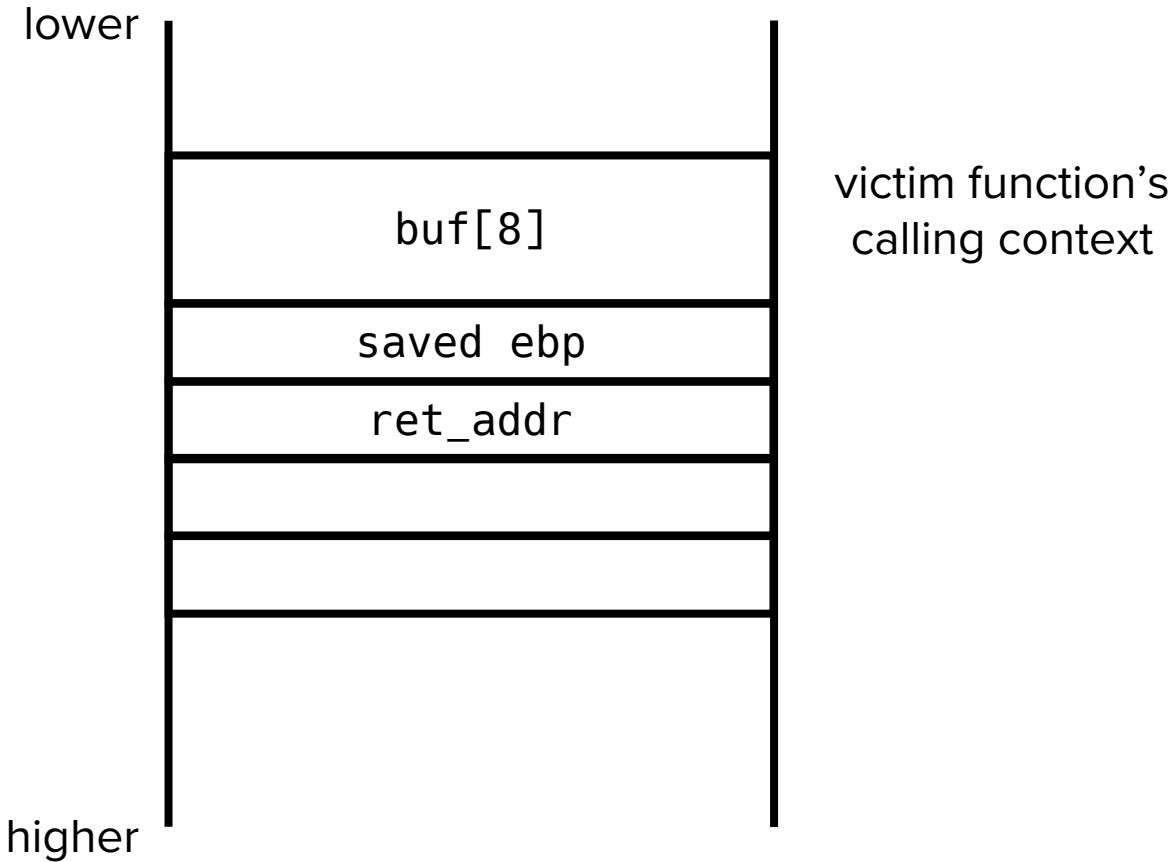 lower
victim function’s
calling context
buf[8]
saved ebp
ret_addr
higher